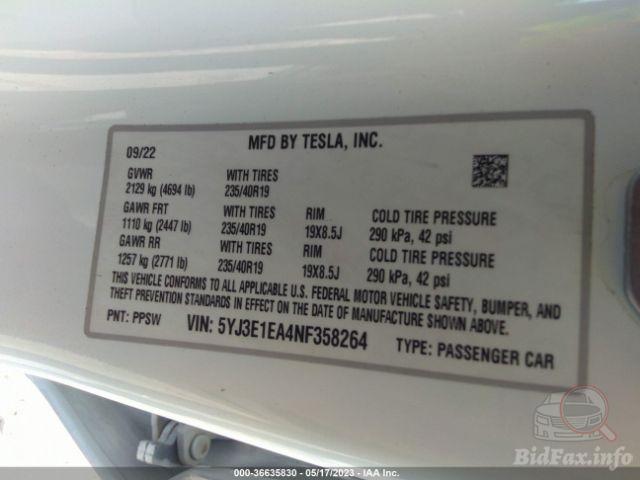 MFD BY TESLA, INC.
09/22
GVWR WITH TIRES
2129 kg (4694 lb) 235/40R19
GAWR FRT WITH TIRES RIM COLD TIRE PRESSURE
1110 kg (2447 lb) 235/40R19 19X8.5J 290 kPa, 42 psi
GAWR RR WITH TIRES RIM COLD TIRE PRESSURE
1257 kg (2771 lb) 235/40R19 19X8.5J 290 kPa, 42 psi
THIS VEHICLE CONFORMS TO ALL APPLICABLE U.S. FEDERAL MOTOR VEHICLE SAFETY, BUMPER, AND
THEFT PREVENTION STANDARDS IN EFFECT ON THE DATE OF MANUFACTURE SHOWN ABOVE.
PNT: PPSW VIN: 5YJ3E1EA4NF358264 TYPE: PASSENGER CAR
000-36635830 - 05/17/2023 - IAA Inc.
BidFax.info